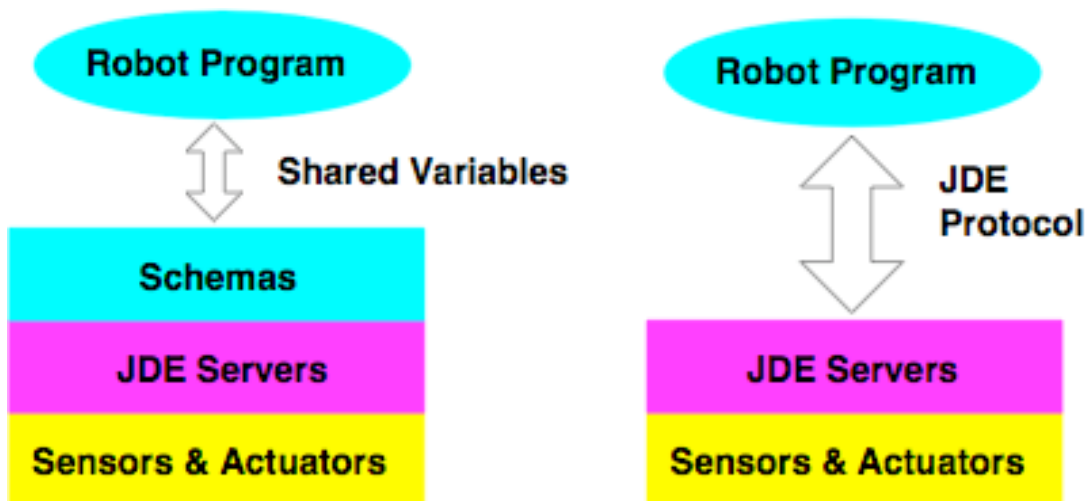 Robot Program
Shared Variables
Schemas
JDE Servers
Sensors & Actuators
Robot Program
JDE
Protocol
JDE Servers
Sensors & Actuators